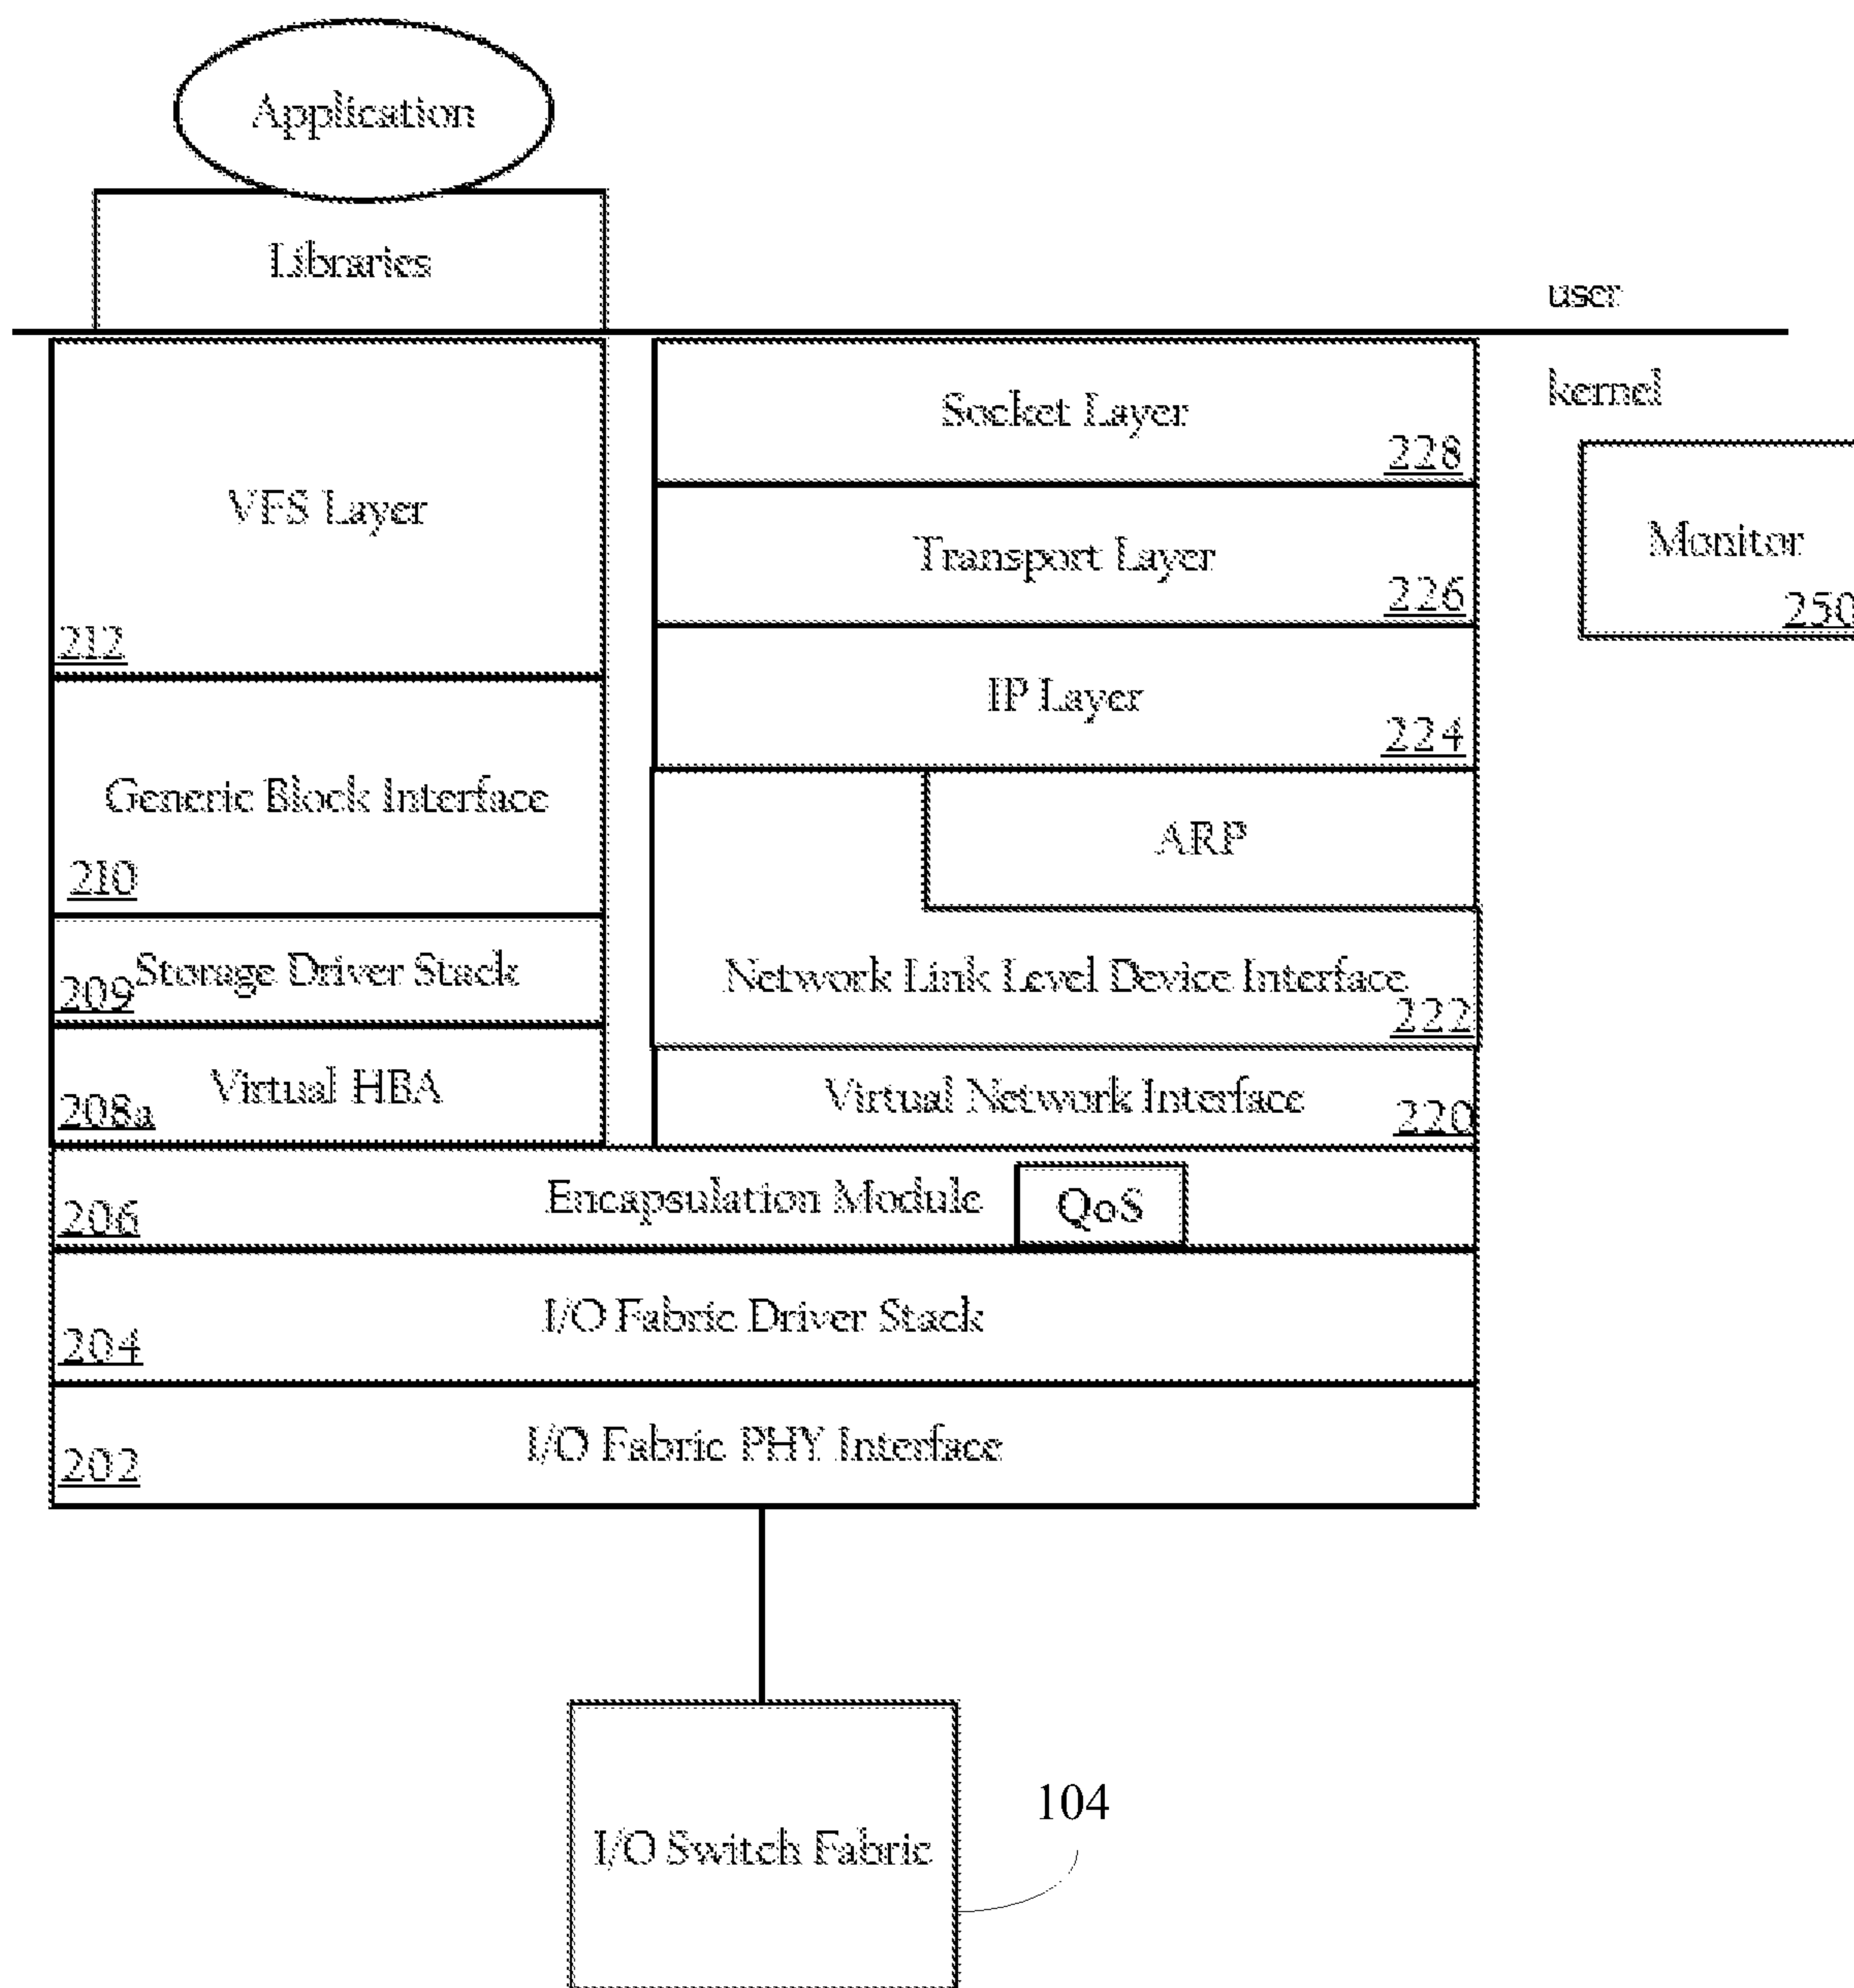 Application
Libraries
user
kernel
VFS Layer
212
Generic Block Interface
210
Storage Driver Stack
209
Virtual HBA
208a
Socket Layer
228
Transport Layer
226
IP Layer
224
ARP
Network Link Level Device Interface
222
Virtual Network Interface
220
Monitor
250
Encapsulation Module
QoS
206
I/O Fabric Driver Stack
204
I/O Fabric PHY Interface
202
I/O Switch Fabric
104